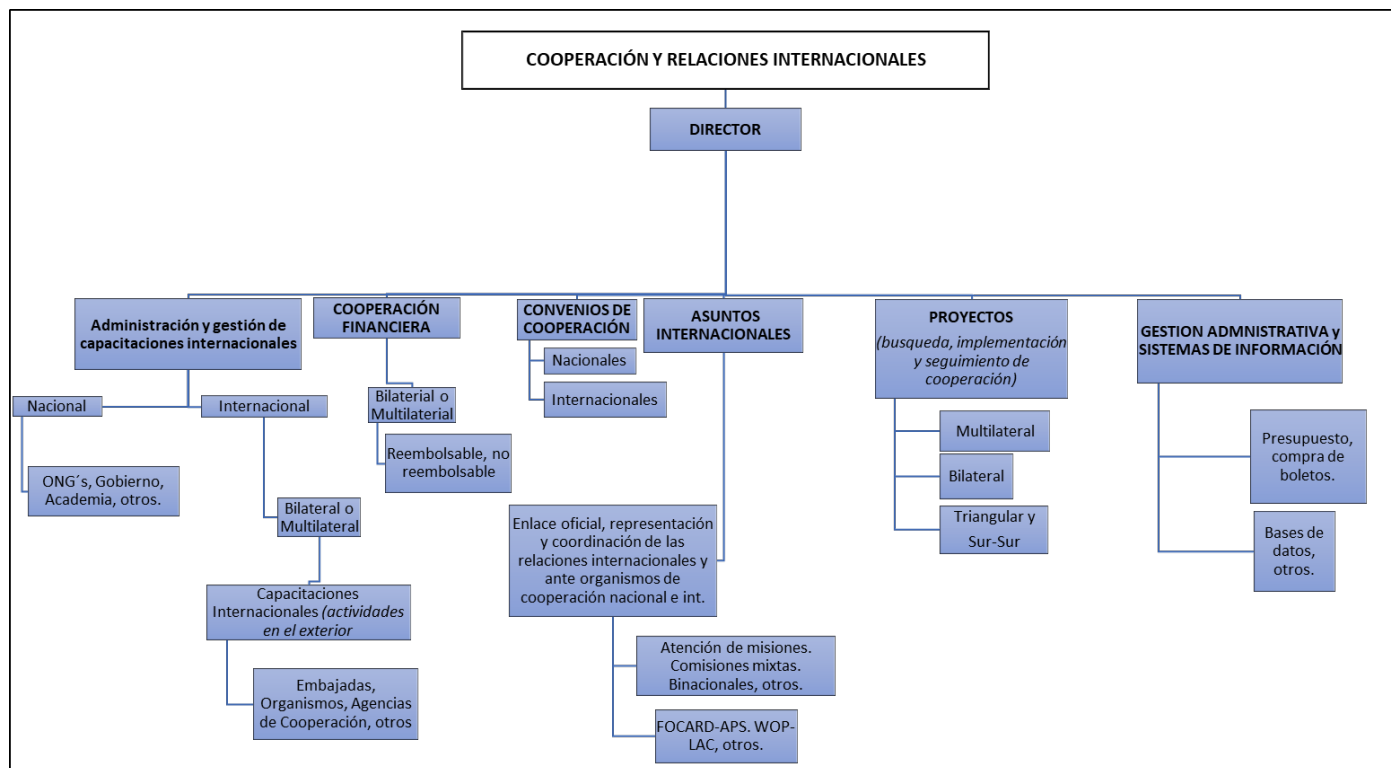 COOPERACIÓN Y RELACIONES INTERNACIONALES
DIRECTOR
Administración y gestión de
capacitaciones internacionales
Nacional
ONG´s, Gobierno,
Academia, otros.
Internacional
Bilateral o
Multilateral
Capacitaciones
Internacionales (actividades
en el exterior
Embajadas,
Organismos, Agencias
de Cooperación, otros
COOPERACIÓN
FINANCIERA
Bilaterial o
Multilaterial
Reembolsable, no
reembolsable
CONVENIOS DE
COOPERACIÓN
Nacionales
Internacionales
ASUNTOS
INTERNACIONALES
Enlace oficial, representación
y coordinación de las
relaciones internacionales y
ante organismos de
cooperación nacional e int.
Atención de misiones.
Comisiones mixtas.
Binacionales, otros.
FOCARD-APS. WOP-
LAC, otros.
PROYECTOS
(busqueda, implementación
y seguimiento de
cooperación)
Multilateral
Bilateral
Triangular y
Sur-Sur
GESTION ADMNISTRATIVA y
SISTEMAS DE INFORMACIÓN
Presupuesto,
compra de
boletos.
Bases de
datos,
otros.